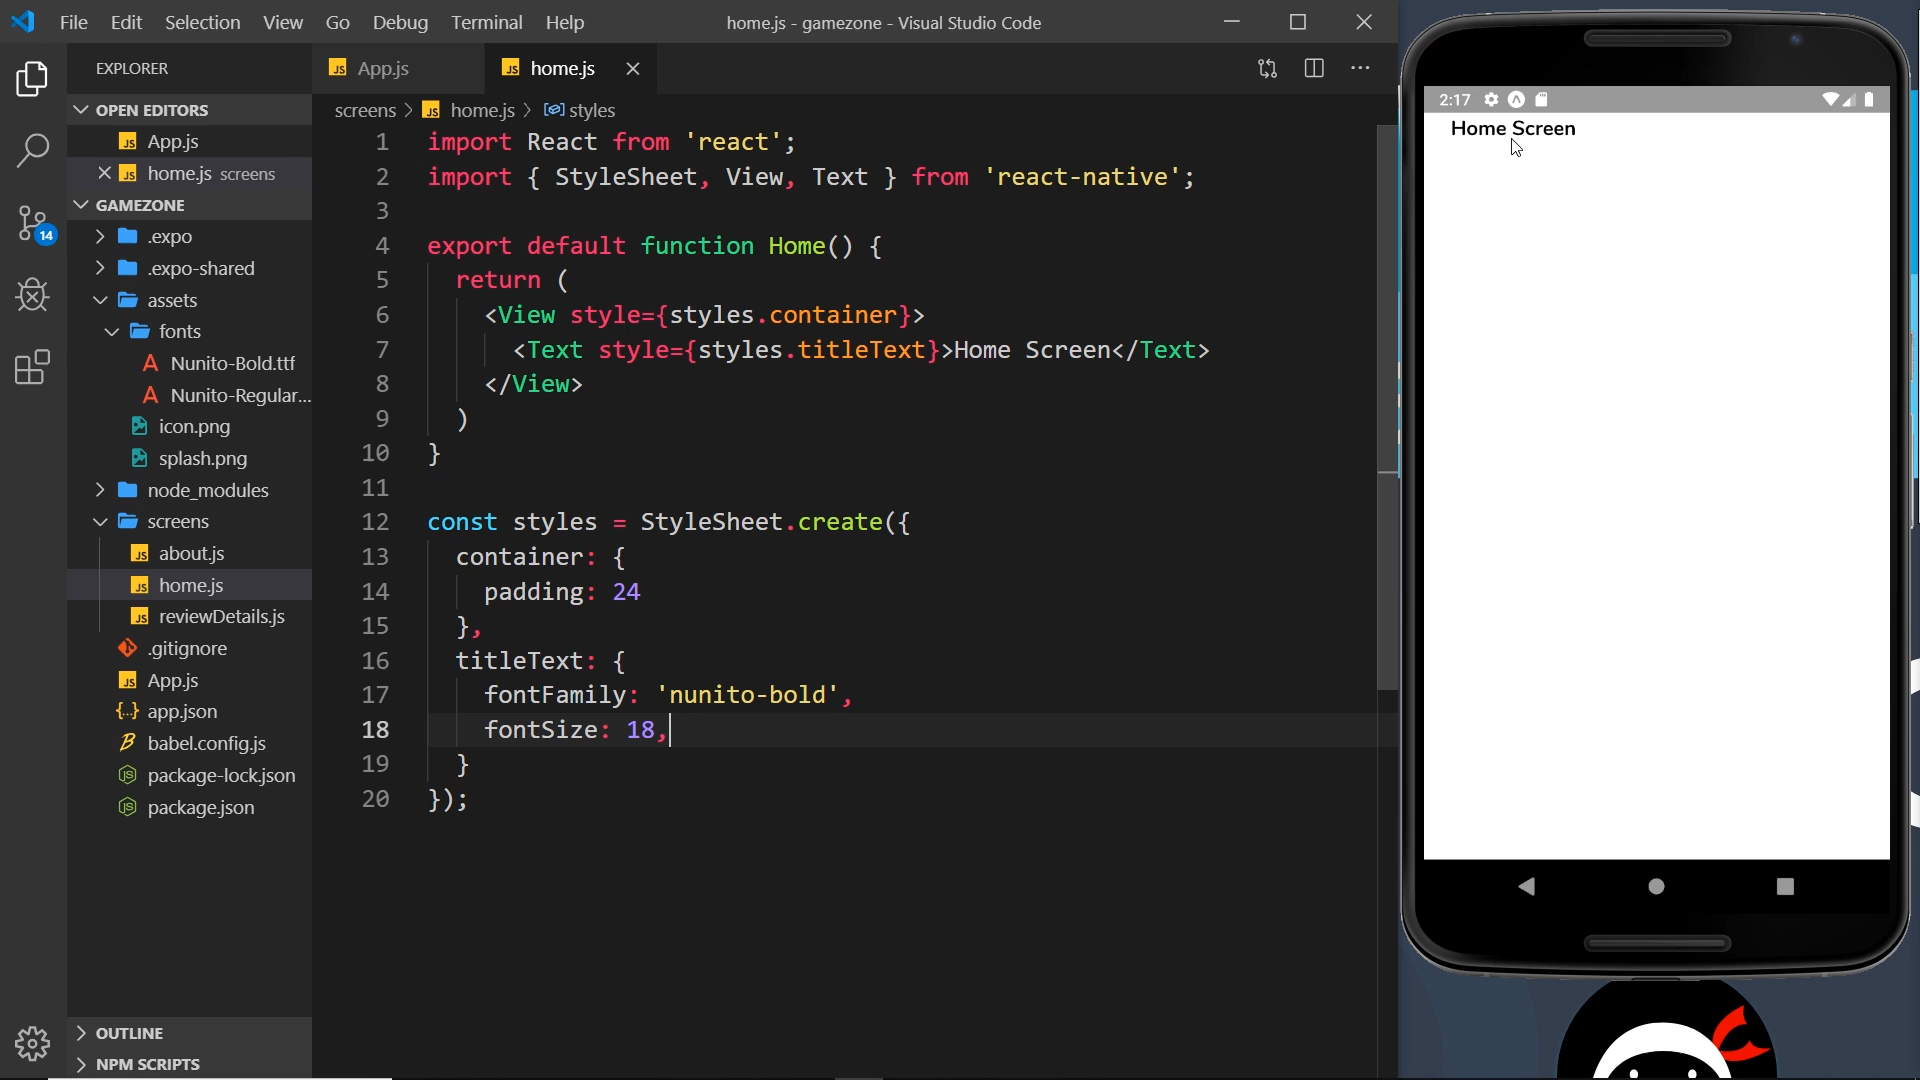 File Edit Selection View Go Debug Terminal Help
home.js - gamezone - Visual Studio Code
EXPLORER
OPEN EDITORS
App.js
home.js screens
GAMEZONE
.expo
.expo-shared
assets
fonts
Nunito-Bold.ttf
Nunito-Regular...
icon.png
splash.png
node_modules
screens
about.js
home.js
reviewDetails.js
.gitignore
App.js
app.json
babel.config.js
package-lock.json
package.json
OUTLINE
NPM SCRIPTS
14
App.js
home.js
screens > home.js > styles
1 import React from 'react';
2 import { StyleSheet, View, Text } from 'react-native';
3
4 export default function Home() {
5 return (
6 <View style={styles.container}>
7 <Text style={styles.titleText}>Home Screen</Text>
8 </View>
9 )
10 }
11
12 const styles = StyleSheet.create({
13 container: {
14 padding: 24
15 },
16 titleText: {
17 fontFamily: 'nunito-bold',
18 fontSize: 18,
19 }
20 });
2:17
Home Screen